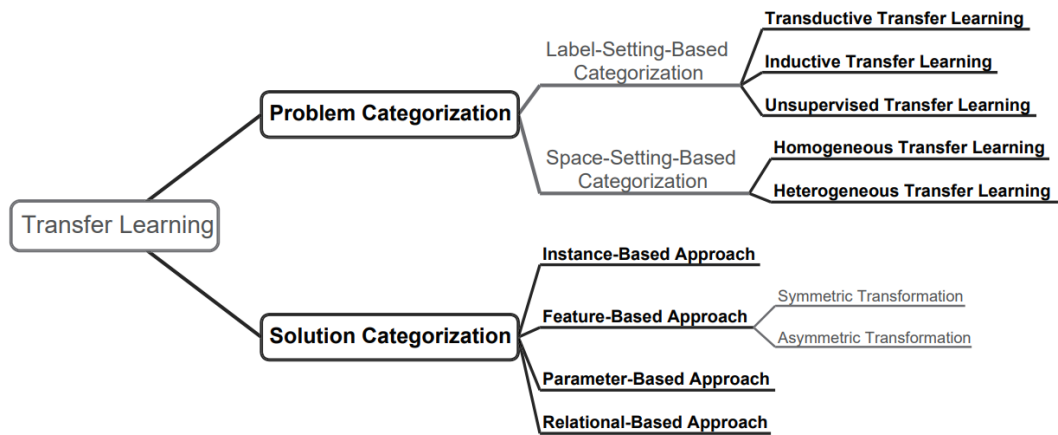 Transfer Learning
Problem Categorization
Label-Setting-Based
Categorization
Transductive Transfer Learning
Inductive Transfer Learning
Unsupervised Transfer Learning
Space-Setting-Based
Categorization
Homogeneous Transfer Learning
Heterogeneous Transfer Learning
Solution Categorization
Instance-Based Approach
Feature-Based Approach
Symmetric Transformation
Asymmetric Transformation
Parameter-Based Approach
Relational-Based Approach